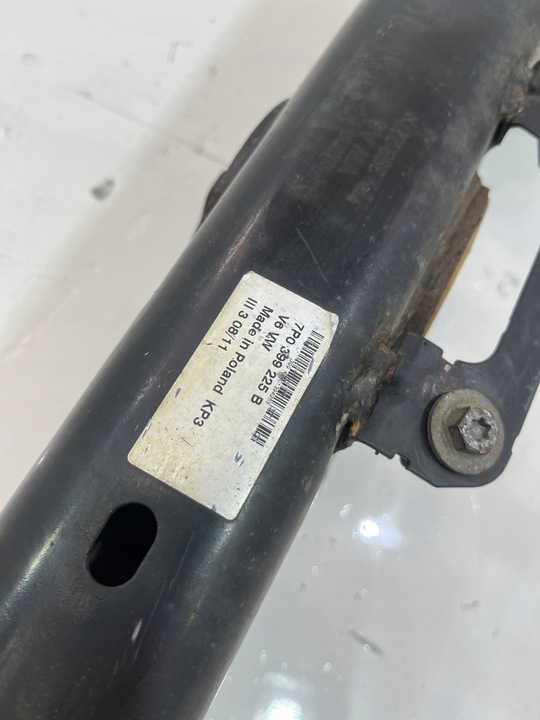 7P0 399 225 B
V6 VW
Made in Poland KP3
III 3 08/11